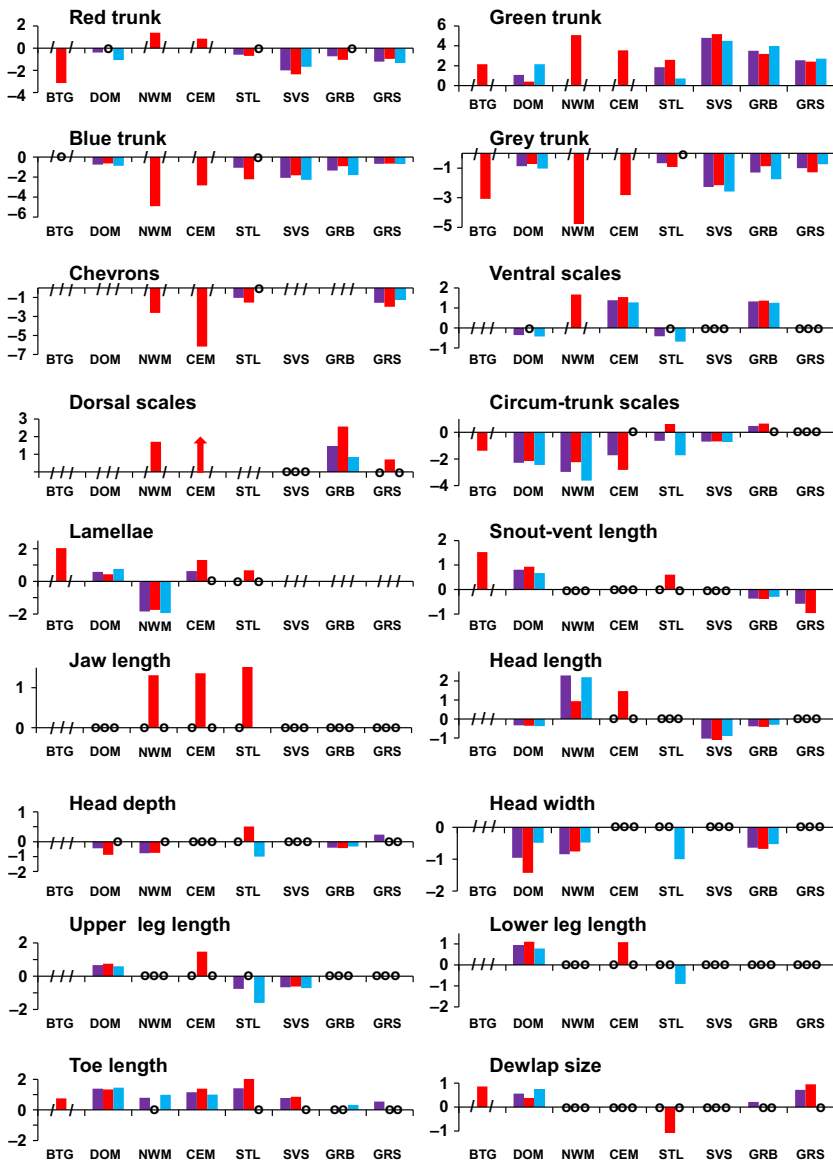 Red trunk
2
0
–2
–4
BTG DOM NWM CEM STL SVS GRB GRS
Green trunk
6
4
2
0
BTG DOM NWM CEM STL SVS GRB GRS
Blue trunk
0
–2
–4
–6
BTG DOM NWM CEM STL SVS GRB GRS
Grey trunk
–1
–3
–5
BTG DOM NWM CEM STL SVS GRB GRS
Chevrons
–1
–3
–5
–7
BTG DOM NWM CEM STL SVS GRB GRS
Ventral scales
2
1
0
–1
BTG DOM NWM CEM STL SVS GRB GRS
Dorsal scales
3
2
1
BTG DOM NWM CEM STL SVS GRB GRS
Circum-trunk scales
2
0
–2
–4
BTG DOM NWM CEM STL SVS GRB GRS
Lamellae
2
0
–2
BTG DOM NWM CEM STL SVS GRB GRS
Snout-vent length
2
1
0
–1
BTG DOM NWM CEM STL SVS GRB GRS
Jaw length
1
0
BTG DOM NWM CEM STL SVS GRB GRS
Head length
2
1
0
–1
BTG DOM NWM CEM STL SVS GRB GRS
Head depth
1
0
–1
–2
BTG DOM NWM CEM STL SVS GRB GRS
Head width
0
–1
–2
BTG DOM NWM CEM STL SVS GRB GRS
Upper leg length
2
0
–2
BTG DOM NWM CEM STL SVS GRB GRS
Lower leg length
1
0
–1
–2
BTG DOM NWM CEM STL SVS GRB GRS
Toe length
2
0
–2
BTG DOM NWM CEM STL SVS GRB GRS
Dewlap size
1
0
–1
BTG DOM NWM CEM STL SVS GRB GRS